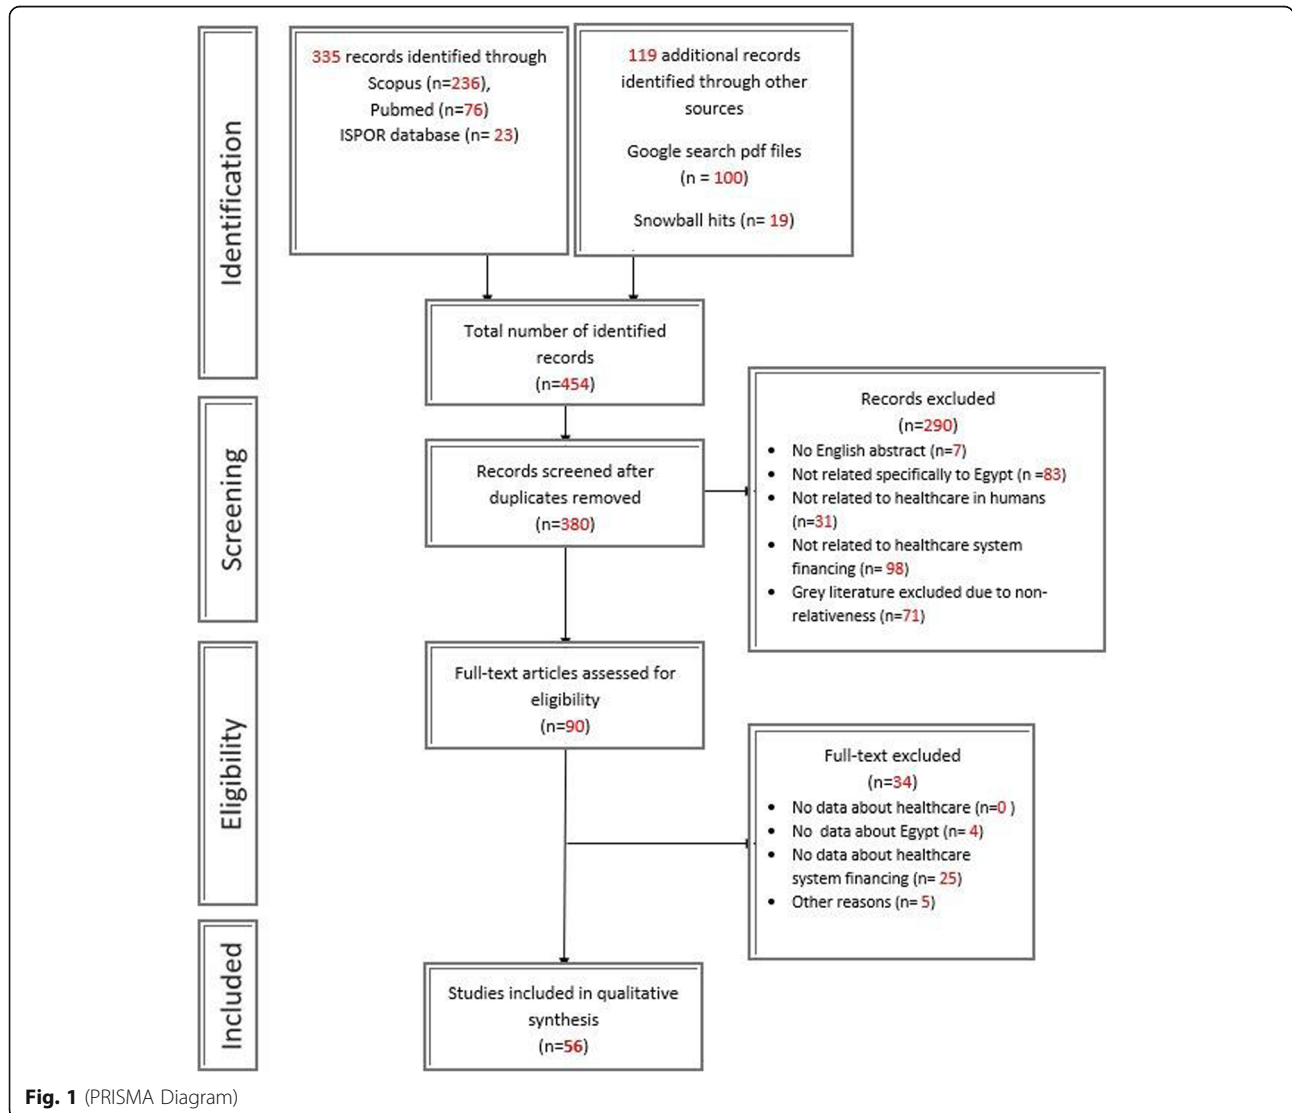 Identification
335 records identified through
Scopus (n=236),
Pubmed (n=76)
ISPOR database (n= 23)
119 additional records
identified through other
sources
Google search pdf files
(n = 100)
Snowball hits (n= 19)
Total number of identified
records
(n=454)
Screening
Records screened after
duplicates removed
(n=380)
Records excluded
(n=290)
• No English abstract (n=7)
• Not related specifically to Egypt (n =83)
• Not related to healthcare in humans
(n=31)
• Not related to healthcare system
financing (n= 98)
• Grey literature excluded due to non-
relativeness (n=71)
Eligibility
Full-text articles assessed for
eligibility
(n=90)
Full-text excluded
(n=34)
• No data about healthcare (n=0 )
• No  data about Egypt (n= 4)
• No data about healthcare
system financing (n= 25)
• Other reasons (n= 5)
Included
Studies included in qualitative
synthesis
(n=56)
Fig. 1 (PRISMA Diagram)